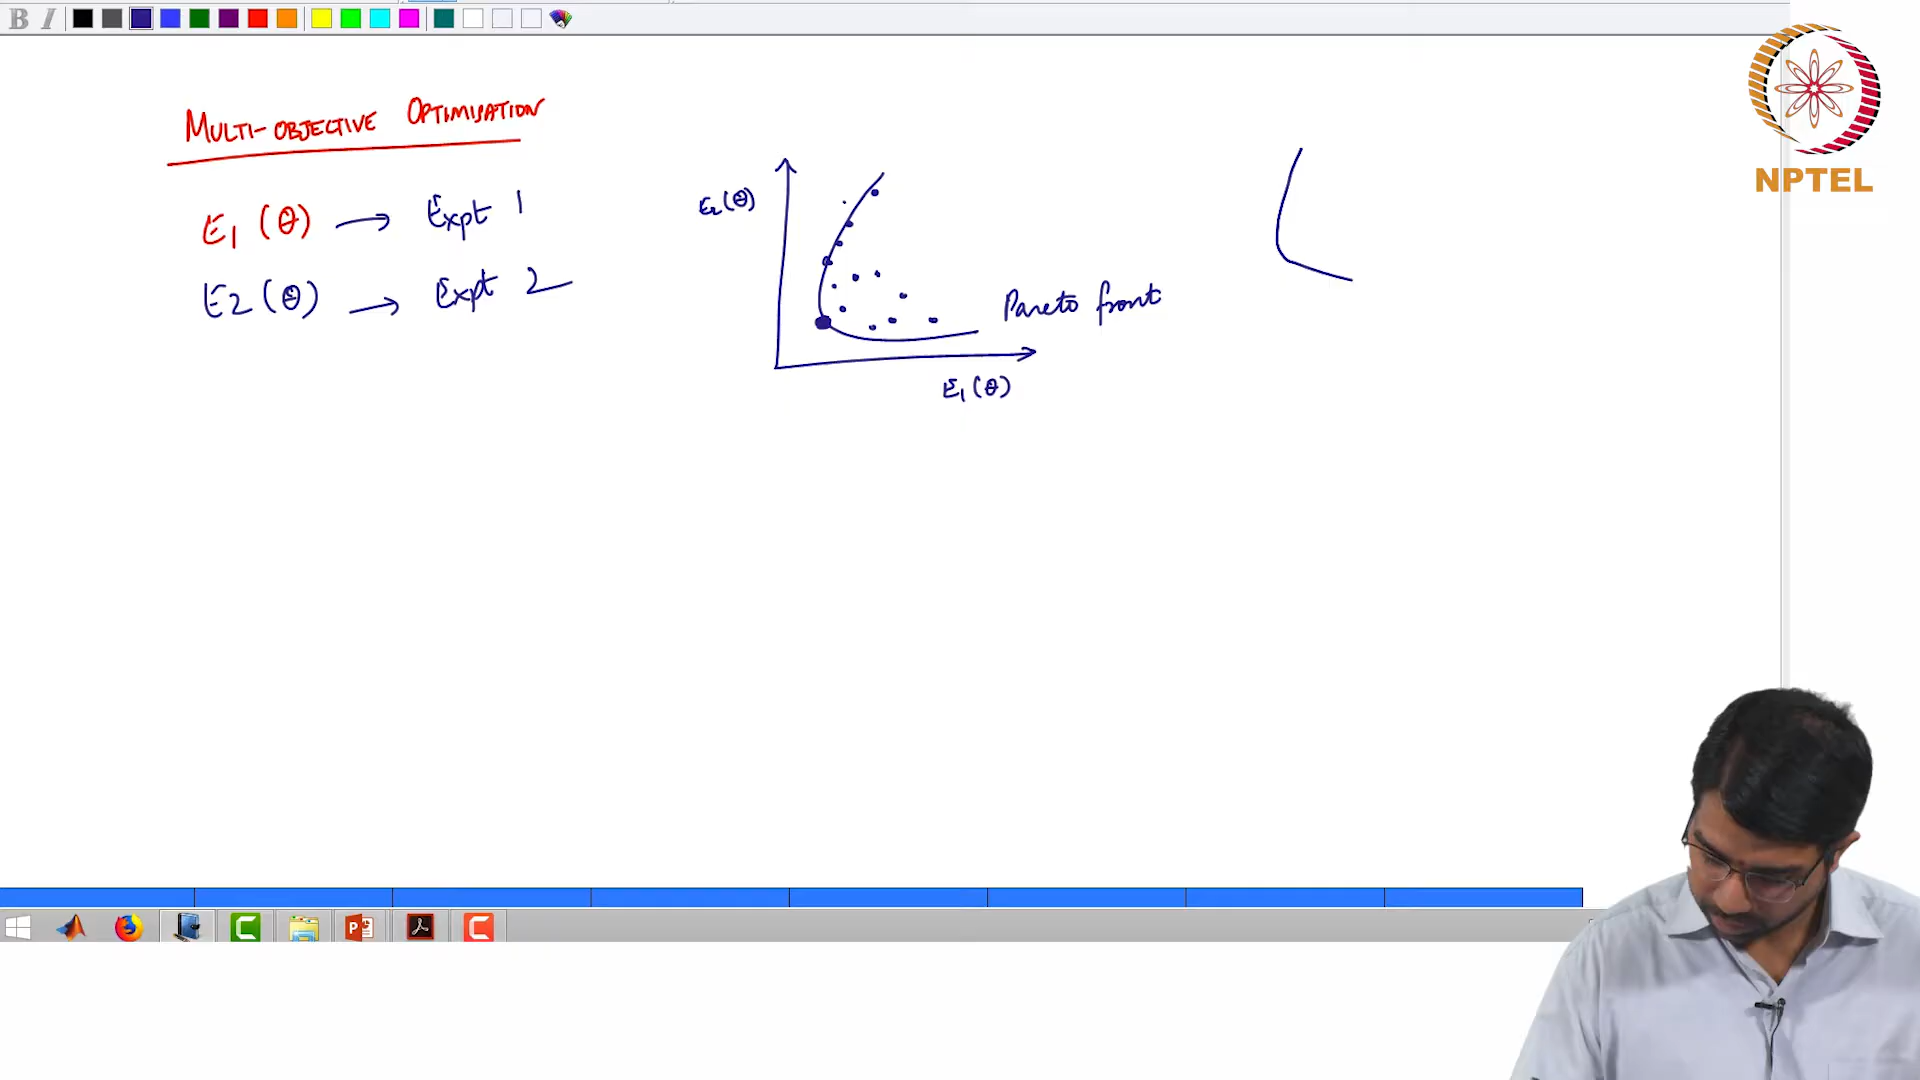 B I
NPTEL
MULTI-OBJECTIVE OPTIMISATION
E1 (θ) → Expt 1
E2 (θ) → Expt 2
E2(θ)
Pareto front
E1(θ)